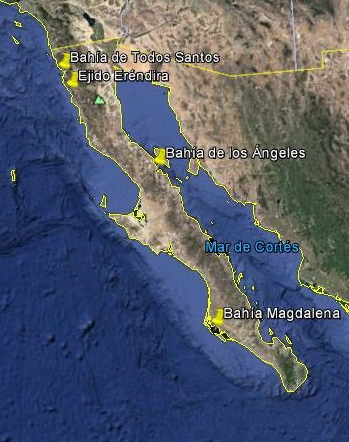 Bahía de Todos Santos
Ejido Eréndira
Bahía de los Ángeles
Mar de Cortés
Bahía Magdalena